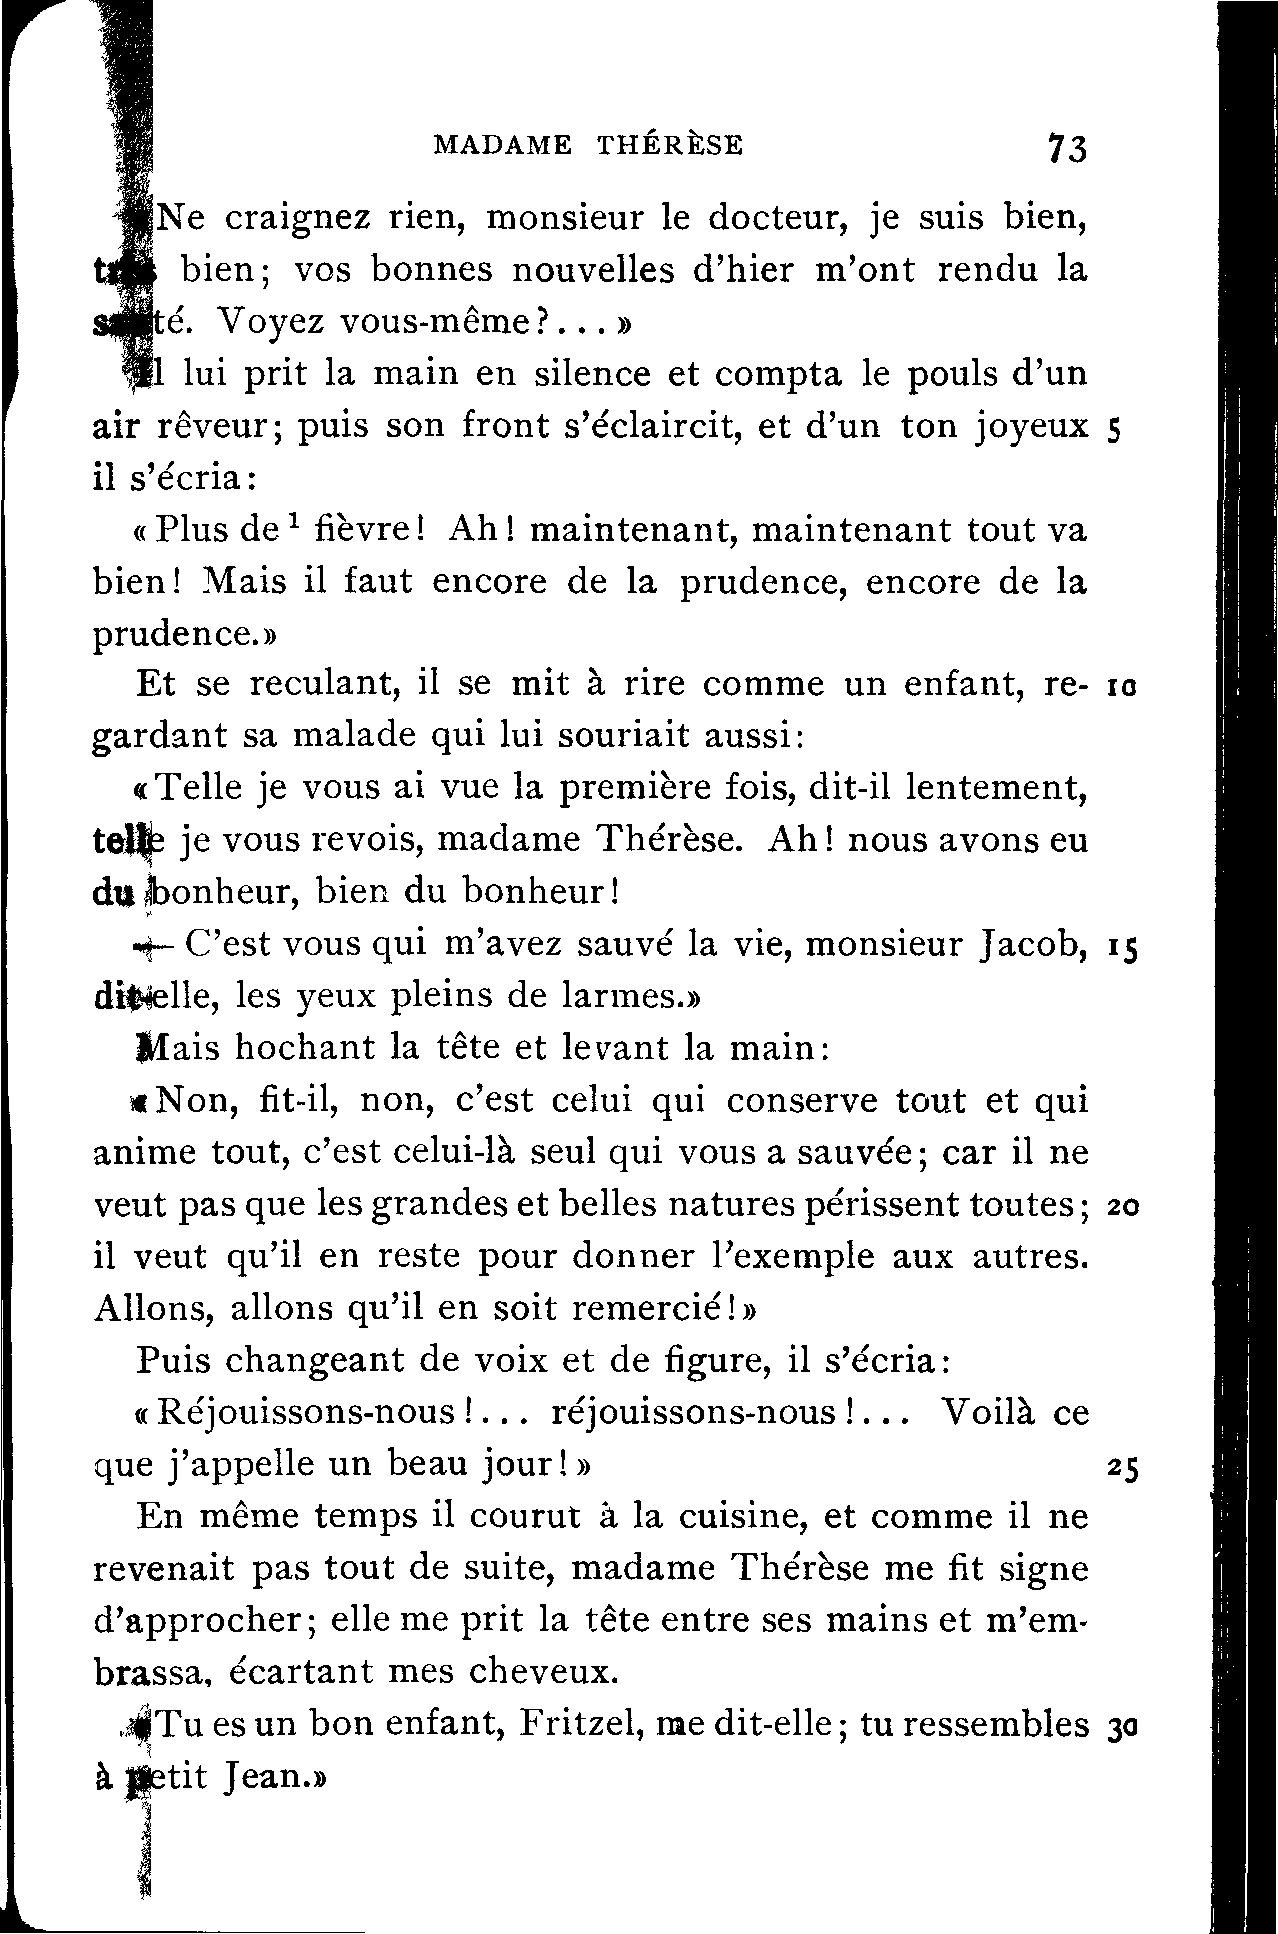 MADAME THÉRÈSE 73
«Ne craignez rien, monsieur le docteur, je suis bien,
très bien; vos bonnes nouvelles d'hier m'ont rendu la
santé. Voyez vous-même?...»
Il lui prit la main en silence et compta le pouls d'un
air rêveur; puis son front s'éclaircit, et d'un ton joyeux 5
il s'écria:
«Plus de ¹ fièvre! Ah! maintenant, maintenant tout va
bien! Mais il faut encore de la prudence, encore de la
prudence.»
Et se reculant, il se mit à rire comme un enfant, re- 10
gardant sa malade qui lui souriait aussi:
«Telle je vous ai vue la première fois, dit-il lentement,
telle je vous revois, madame Thérèse. Ah! nous avons eu
du bonheur, bien du bonheur!
— C'est vous qui m'avez sauvé la vie, monsieur Jacob, 15
dit-elle, les yeux pleins de larmes.»
Mais hochant la tête et levant la main:
«Non, fit-il, non, c'est celui qui conserve tout et qui
anime tout, c'est celui-là seul qui vous a sauvée; car il ne
veut pas que les grandes et belles natures périssent toutes; 20
il veut qu'il en reste pour donner l'exemple aux autres.
Allons, allons qu'il en soit remercié!»
Puis changeant de voix et de figure, il s'écria:
«Réjouissons-nous!... réjouissons-nous!... Voilà ce
que j'appelle un beau jour!» 25
En même temps il courut à la cuisine, et comme il ne
revenait pas tout de suite, madame Thérèse me fit signe
d'approcher; elle me prit la tête entre ses mains et m'em-
brassa, écartant mes cheveux.
«Tu es un bon enfant, Fritzel, me dit-elle; tu ressembles 30
à petit Jean.»